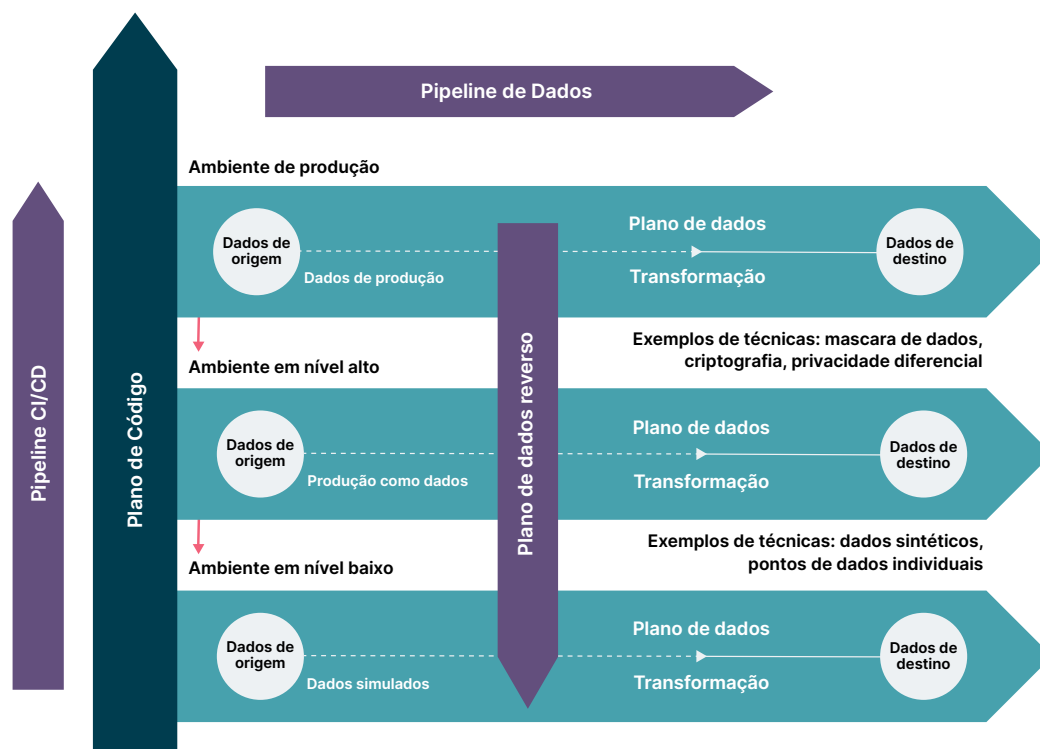 Pipeline de Dados
Ambiente de produção
Dados de
origem
Dados de produção
Plano de dados
Transformação
Dados de
destino
Exemplos de técnicas: mascara de dados,
criptografia, privacidade diferencial
Ambiente em nível alto
Dados de
origem
Produção como dados
Plano de dados
Transformação
Dados de
destino
Exemplos de técnicas: dados sintéticos,
pontos de dados individuais
Ambiente em nível baixo
Dados de
origem
Dados simulados
Plano de dados
Transformação
Dados de
destino
Pipeline CI/CD
Plano de Código
Plano de dados reverso